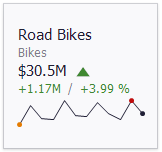 Road Bikes
Bikes
$30.5M
+1.17M / +3.99 %